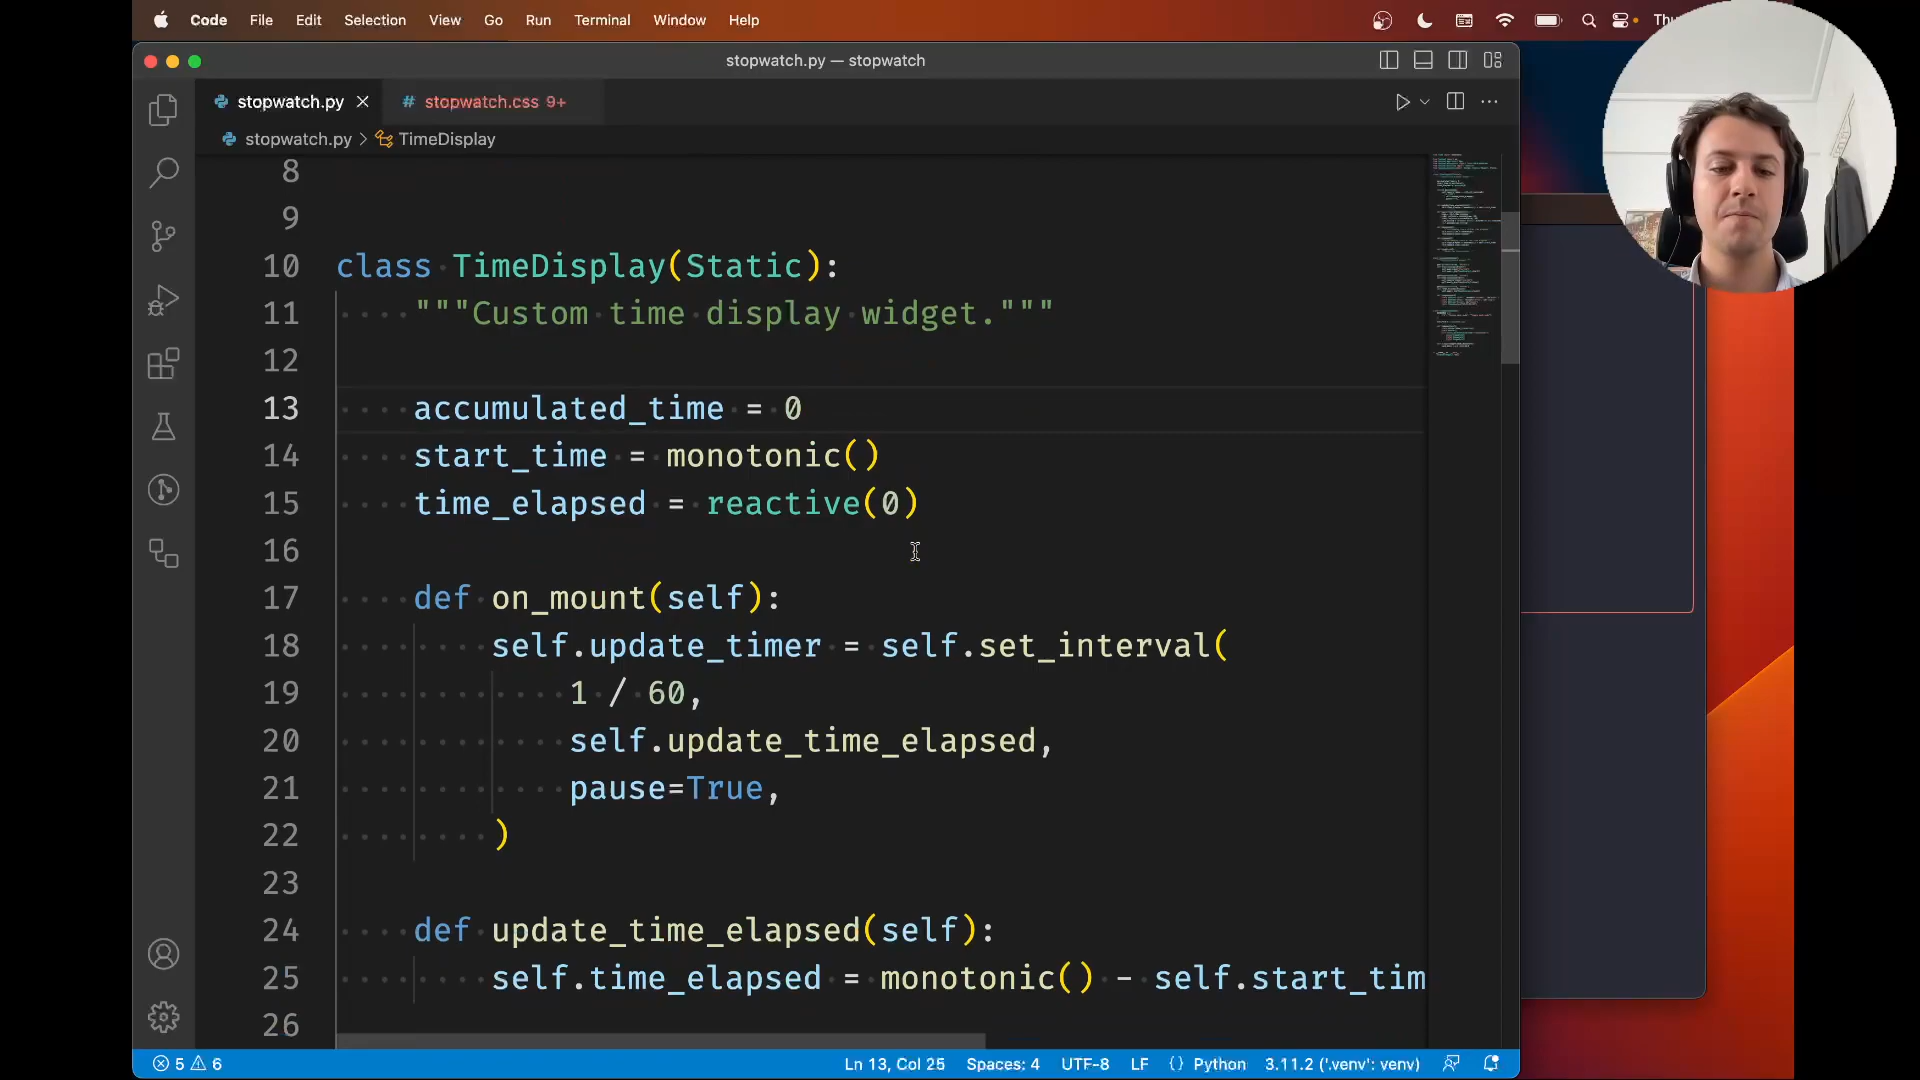 Code File Edit Selection View Go Run Terminal Window Help
stopwatch.py — stopwatch
stopwatch.py
# stopwatch.css 9+
stopwatch.py > TimeDisplay
8
9
10 class TimeDisplay(Static):
11 """Custom time display widget."""
12
13 accumulated_time = 0
14 start_time = monotonic()
15 time_elapsed = reactive(0)
16
17 def on_mount(self):
18 self.update_timer = self.set_interval(
19 1 / 60,
20 self.update_time_elapsed,
21 pause=True,
22 )
23
24 def update_time_elapsed(self):
25 self.time_elapsed = monotonic() - self.start_tim
26
5 6
Ln 13, Col 25 Spaces: 4 UTF-8 LF {} Python 3.11.2 ('.venv': venv)